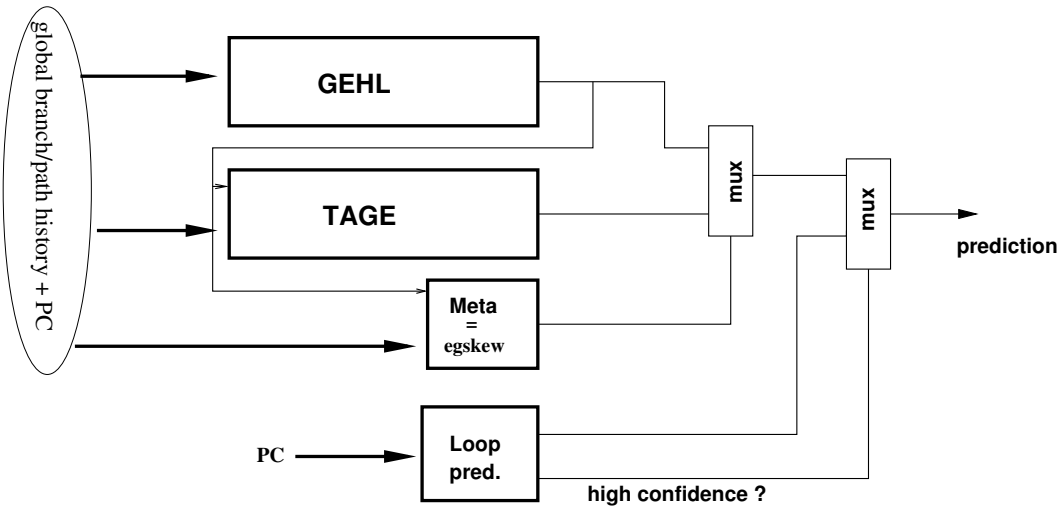 global branch/path history + PC
GEHL
TAGE
Meta
=
egskew
PC
Loop
pred.
high confidence ?
mux
mux
prediction